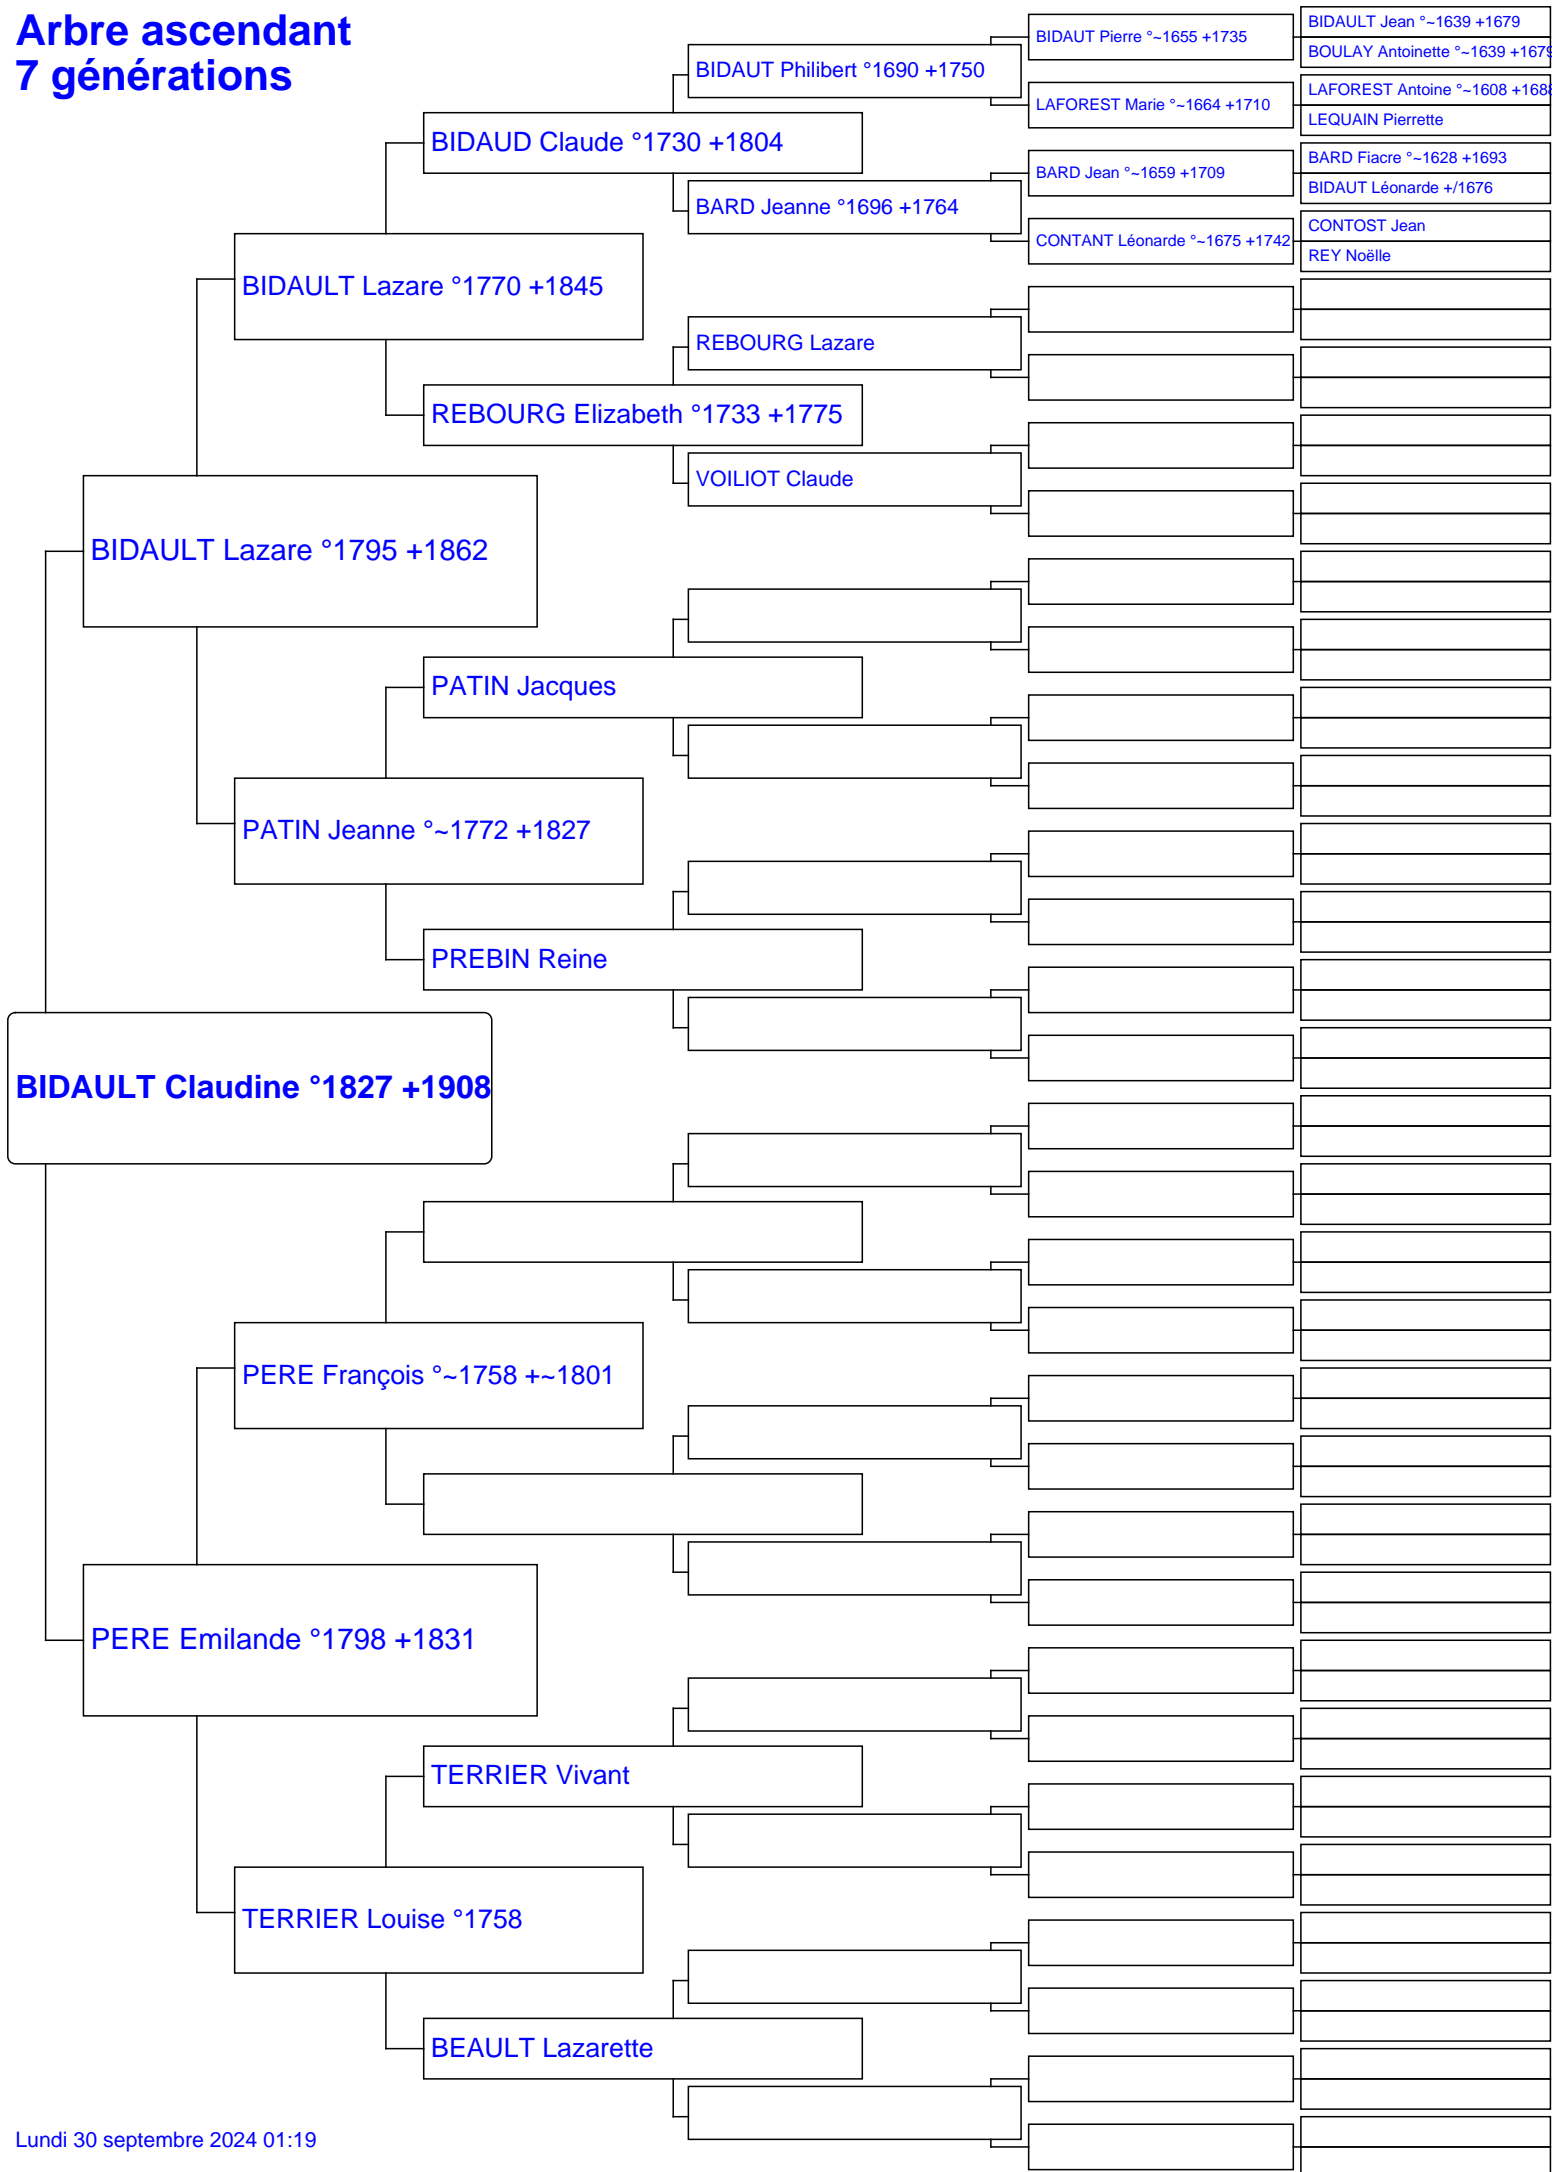 Arbre ascendant
7 générations
BIDAULT Jean °~1639 +1679
BIDAUT Pierre °~1655 +1735
BOULAY Antoinette °~1639 +1679
BIDAUT Philibert °1690 +1750
LAFOREST Antoine °~1608 +1688
LAFOREST Marie °~1664 +1710
LEQUAIN Pierrette
BIDAUD Claude °1730 +1804
BARD Fiacre °~1628 +1693
BARD Jean °~1659 +1709
BIDAUT Léonarde +/1676
BARD Jeanne °1696 +1764
CONTOST Jean
CONTANT Léonarde °~1675 +1742
REY Noëlle
BIDAULT Lazare °1770 +1845
REBOURG Lazare
REBOURG Elizabeth °1733 +1775
VOILIOT Claude
BIDAULT Lazare °1795 +1862
PATIN Jacques
PATIN Jeanne °~1772 +1827
PREBIN Reine
BIDAULT Claudine °1827 +1908
PERE François °~1758 +~1801
PERE Emilande °1798 +1831
TERRIER Vivant
TERRIER Louise °1758
BEAULT Lazarette
Lundi 30 septembre 2024 01:19